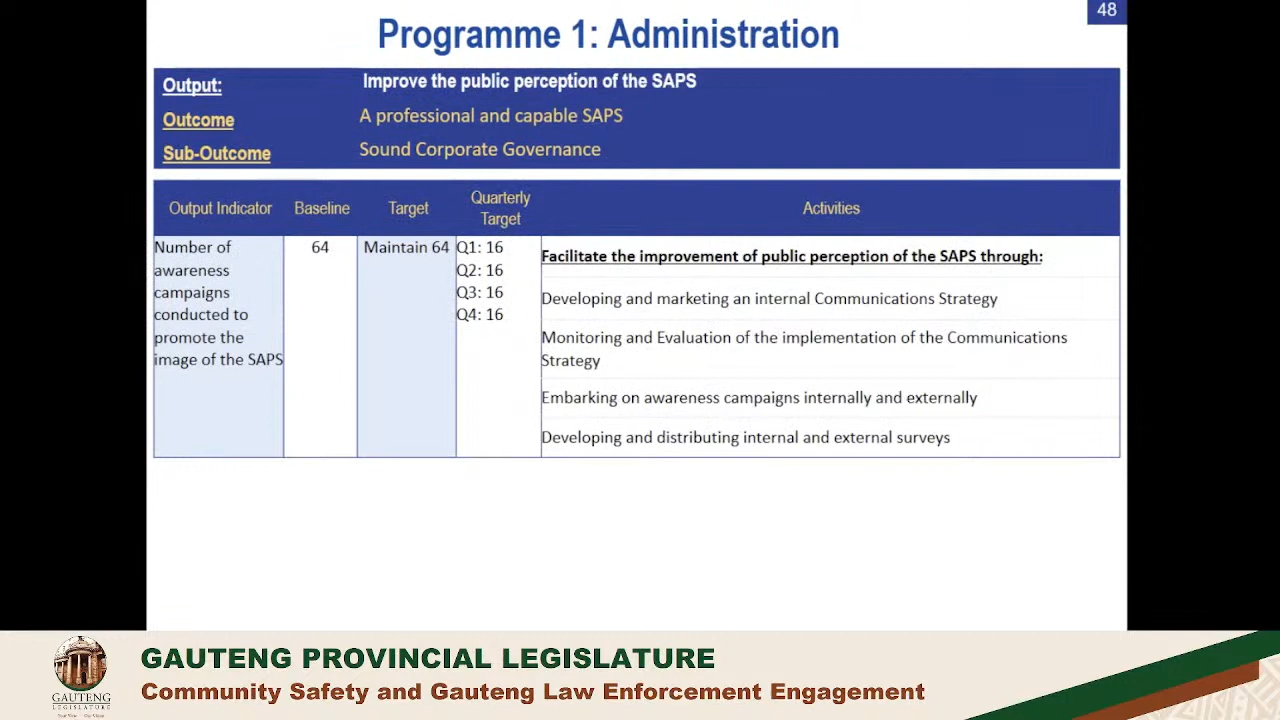 48
Programme 1: Administration
Output: Improve the public perception of the SAPS
Outcome A professional and capable SAPS
Sub-Outcome Sound Corporate Governance
Output Indicator Baseline Target Quarterly Target Activities
Number of awareness campaigns conducted to promote the image of the SAPS
64
Maintain 64
Q1: 16
Q2: 16
Q3: 16
Q4: 16
Facilitate the improvement of public perception of the SAPS through:
Developing and marketing an internal Communications Strategy
Monitoring and Evaluation of the implementation of the Communications
Strategy
Embarking on awareness campaigns internally and externally
Developing and distributing internal and external surveys
GAUTENG
LEGISLATURE
GAUTENG PROVINCIAL LEGISLATURE
Community Safety and Gauteng Law Enforcement Engagement